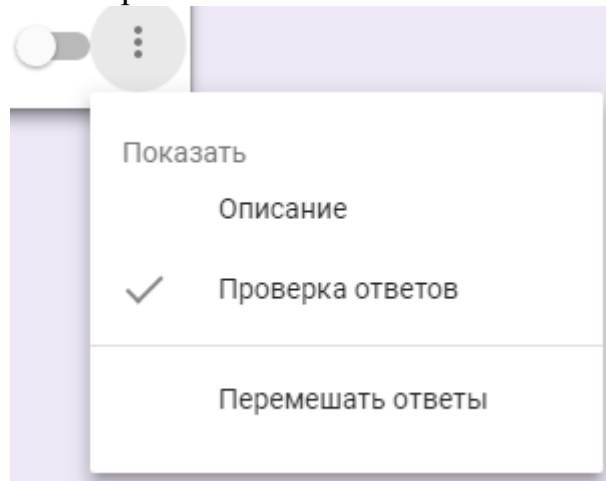 Показать
Описание
Проверка ответов
Перемешать ответы